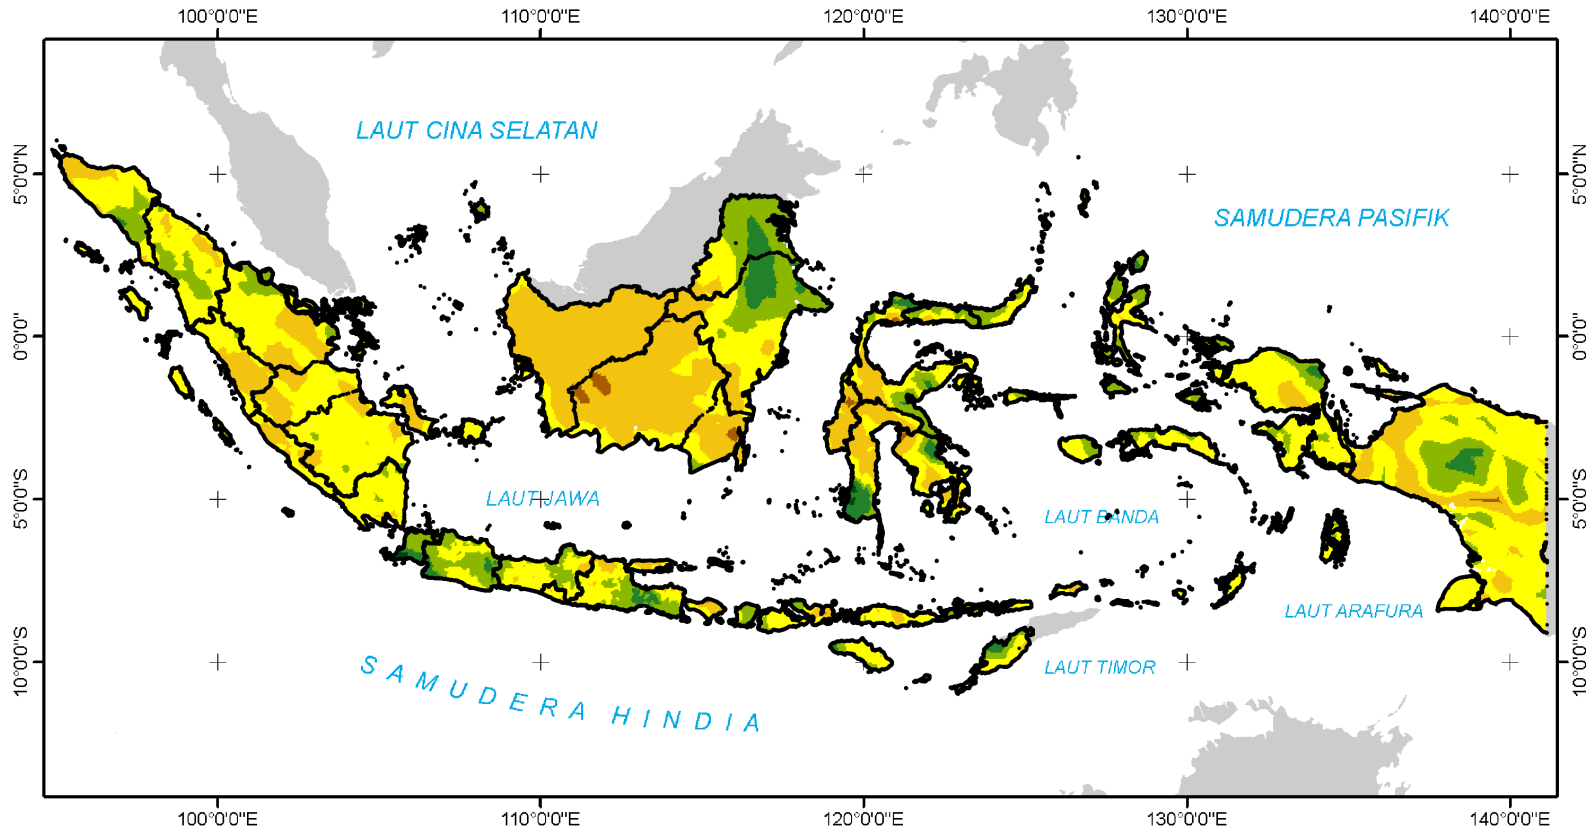 100°0'0"E 110°0'0"E 120°0'0"E 130°0'0"E 140°0'0"E
LAUT CINA SELATAN
5°0'0"N 5°0'0"N
SAMUDERA PASIFIK
0°0'0" 0°0'0"
LAUT JAWA
5°0'0"S 5°0'0"S
LAUT BANDA
LAUT ARAFURA
10°0'0"S 10°0'0"S
LAUT TIMOR
SAMUDERA HINDIA
100°0'0"E 110°0'0"E 120°0'0"E 130°0'0"E 140°0'0"E